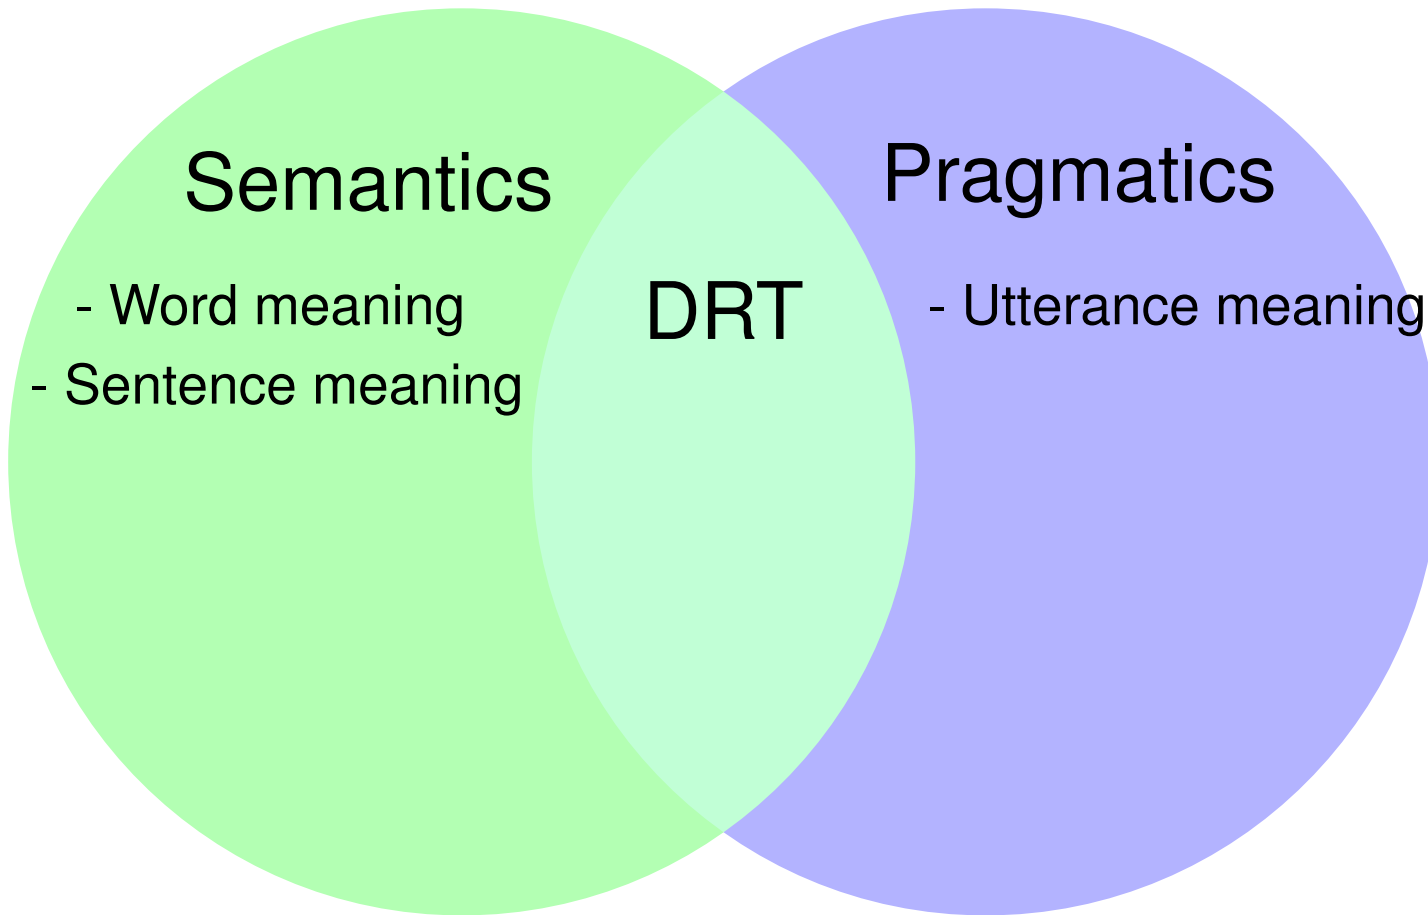 Semantics
- Word meaning
- Sentence meaning
DRT
Pragmatics
- Utterance meaning